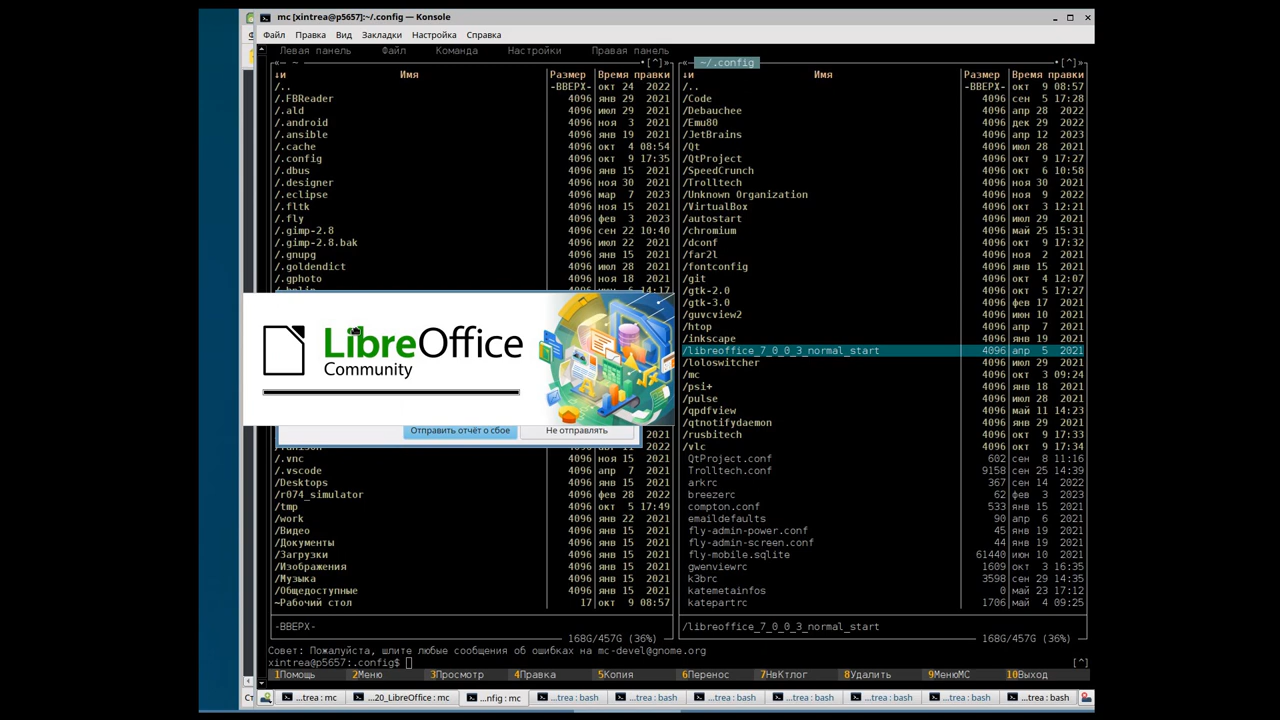 mc [xintrea@p5657]:~/.config — Konsole
Файл Правка Вид Закладки Настройка Справка
Левая панель Файл Команда Настройки Правая панель
~ •[^]»
↓и Имя Размер Время правки
/.. -ВВЕРХ- окт 24 2022
/.FBReader 4096 янв 29 2021
/.ald 4096 июл 29 2021
/.android 4096 ноя 3 2021
/.ansible 4096 янв 19 2021
/.cache 4096 окт 4 08:54
/.config 4096 окт 9 17:35
/.dbus 4096 янв 15 2021
/.designer 4096 ноя 30 2021
/.eclipse 4096 мар 7 2023
/.fltk 4096 ноя 15 2021
/.fly 4096 фев 3 2023
/.gimp-2.8 4096 сен 22 10:40
/.gimp-2.8.bak 4096 июл 22 2021
/.gnupg 4096 янв 15 2021
/.goldendict 4096 июл 28 2021
/.gphoto 4096 ноя 18 2021
LibreOffice
Community
Отправить отчёт о сбое Не отправлять
/.vnc 4096 ноя 15 2021
/.vscode 4096 апр 7 2021
/Desktops 4096 янв 15 2021
/r074_simulator 4096 фев 28 2022
/tmp 4096 окт 5 17:49
/work 4096 янв 22 2021
/Видео 4096 янв 15 2021
/Документы 4096 янв 15 2021
/Загрузки 4096 янв 15 2021
/Изображения 4096 янв 15 2021
/Музыка 4096 янв 15 2021
/Общедоступные 4096 янв 15 2021
~Рабочий стол 17 окт 9 08:57
-ВВЕРХ-
168G/457G (36%)
~/.config •[^]»
↓и Имя Размер Время правки
/.. -ВВЕРХ- окт 9 08:57
/Code 4096 сен 5 17:28
/Debauchee 4096 апр 28 2022
/Emu80 4096 дек 29 2022
/JetBrains 4096 апр 12 2023
/Qt 4096 июл 28 2021
/QtProject 4096 окт 9 17:27
/SpeedCrunch 4096 окт 6 10:58
/Trolltech 4096 ноя 30 2021
/Unknown Organization 4096 ноя 9 2022
/VirtualBox 4096 окт 3 12:21
/autostart 4096 июл 29 2021
/chromium 4096 май 25 15:31
/dconf 4096 окт 9 17:32
/far2l 4096 ноя 2 2021
/fontconfig 4096 янв 15 2021
/git 4096 окт 4 12:07
/gtk-2.0 4096 окт 5 17:27
/gtk-3.0 4096 фев 17 2021
/guvcview2 4096 июн 10 2021
/htop 4096 апр 7 2021
/inkscape 4096 янв 19 2021
/libreoffice_7_0_0_3_normal_start 4096 апр 5 2021
/loloswitcher 4096 июл 29 2021
/mc 4096 окт 3 09:24
/psi+ 4096 янв 18 2021
/pulse 4096 июл 28 2021
/qpdfview 4096 май 11 14:23
/qtnotifydaemon 4096 янв 29 2021
/rusbitech 4096 окт 9 17:33
/vlc 4096 окт 9 17:34
QtProject.conf 602 сен 8 11:16
Trolltech.conf 9158 сен 25 14:39
arkrc 367 сен 14 2022
breezerc 62 фев 3 2023
compton.conf 533 янв 15 2021
emaildefaults 90 апр 6 2021
fly-admin-power.conf 45 янв 19 2021
fly-admin-screen.conf 44 янв 19 2021
fly-mobile.sqlite 61440 июн 10 2021
gwenviewrc 1609 окт 3 16:35
k3brc 3598 сен 29 14:35
katemetainfos 0 май 23 17:12
katepartrc 1706 май 4 09:25
/libreoffice_7_0_0_3_normal_start
168G/457G (36%)
Совет: Пожалуйста, шлите любые сообщения об ошибках на mc-devel@gnome.org
xintrea@p5657:.config$ [^]
1Помощь 2Меню 3Просмотр 4Правка 5Копия 6Перенос 7НвКтлог 8Удалить 9МенюMC 10Выход
...trea : mc ...20_LibreOffice : mc ...nfig : mc ...trea : bash ...trea : bash ...trea : bash ...trea : bash ...trea : bash ...trea : bash ...trea : bash